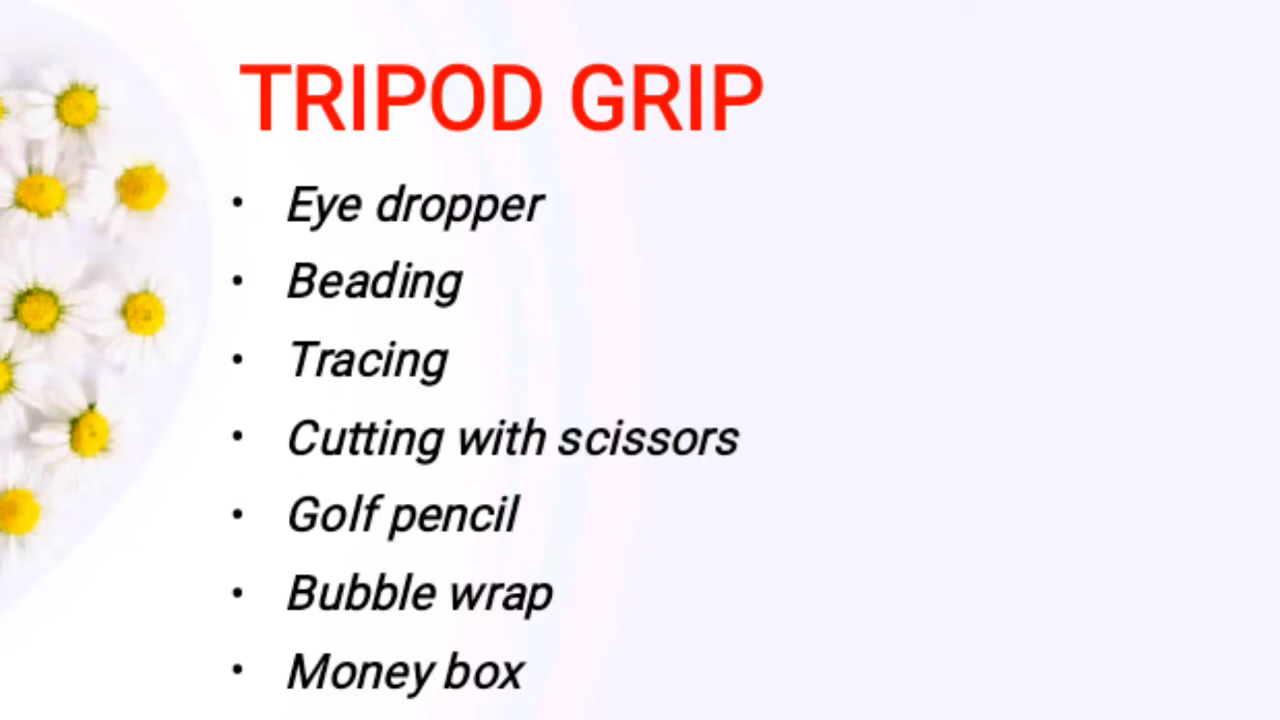 TRIPOD GRIP
• Eye dropper
• Beading
• Tracing
• Cutting with scissors
• Golf pencil
• Bubble wrap
• Money box